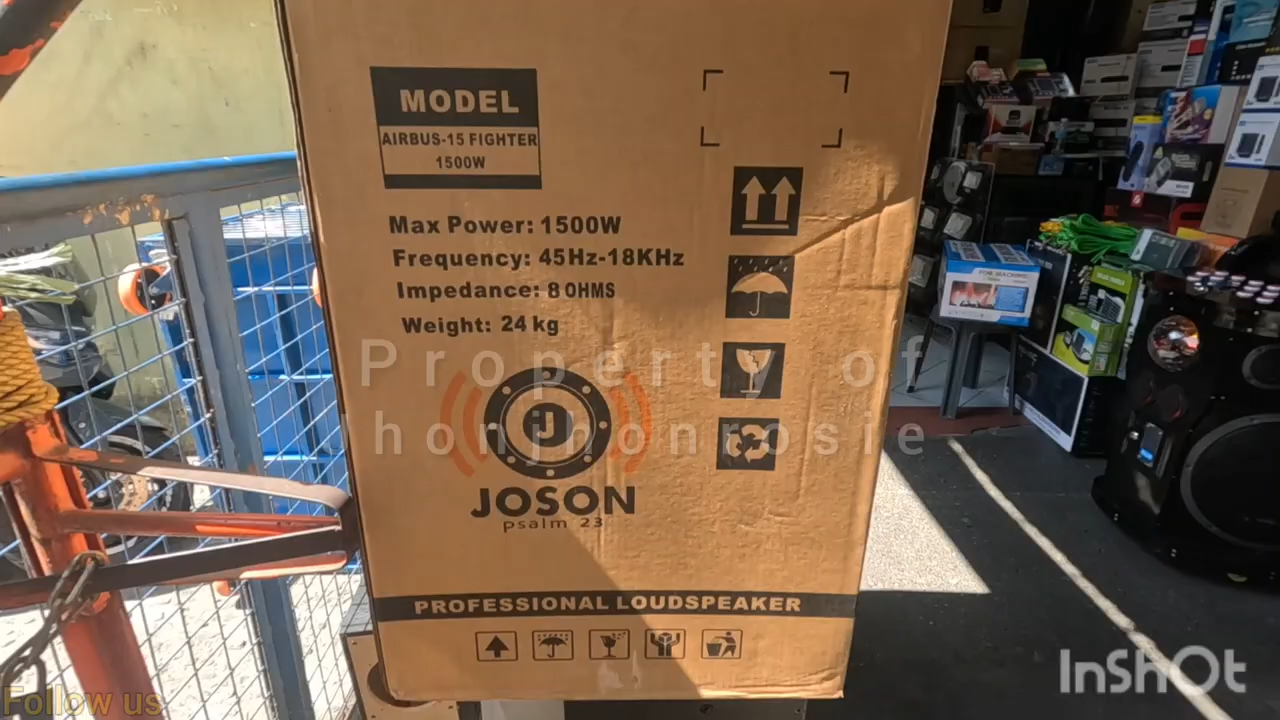 MODEL
AIRBUS-15 FIGHTER
1500W
Max Power: 1500W
Frequency: 45Hz-18KHz
Impedance: 8 OHMS
Weight: 24 kg
Property of
honjhonrosie
JOSON
psalm 23
PROFESSIONAL LOUDSPEAKER
Follow us
InShOt